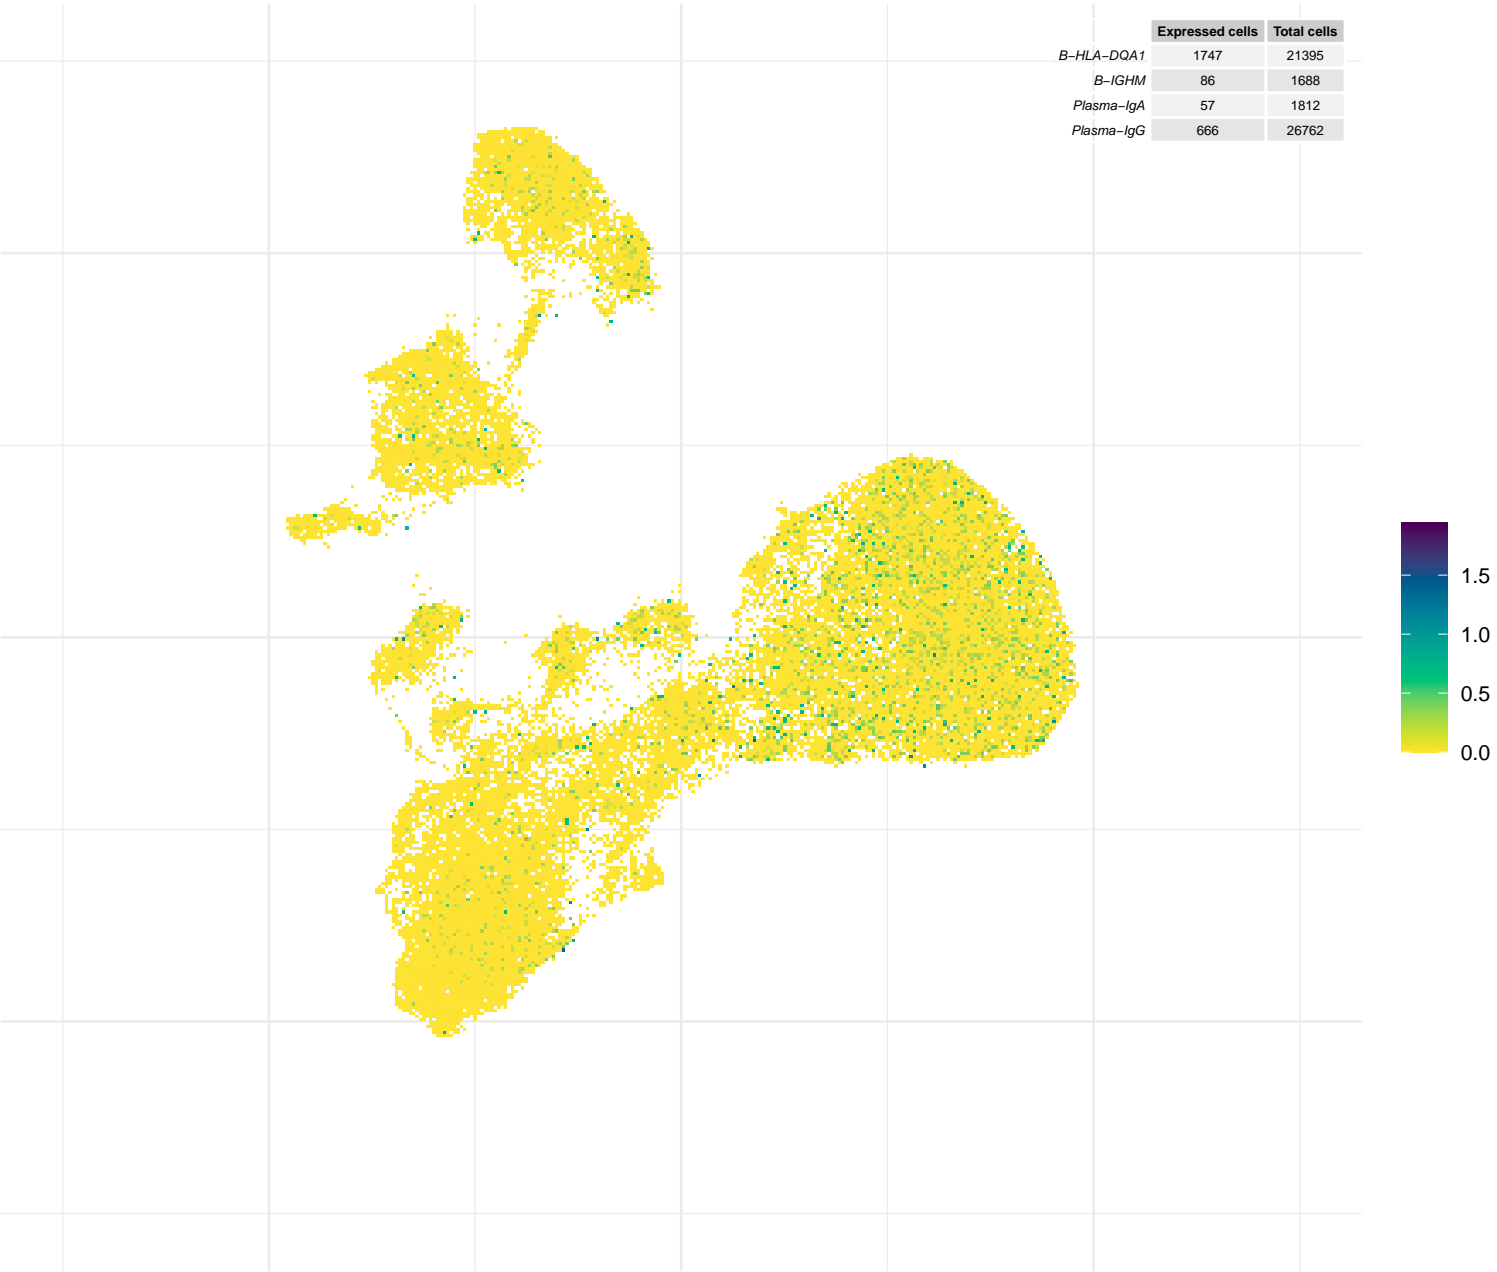 Expressed cells Total cells
B−HLA−DQA1 1747 21395
B−IGHM 86 1688
Plasma−IgA 57 1812
Plasma−IgG 666 26762
1.5
1.0
0.5
0.0